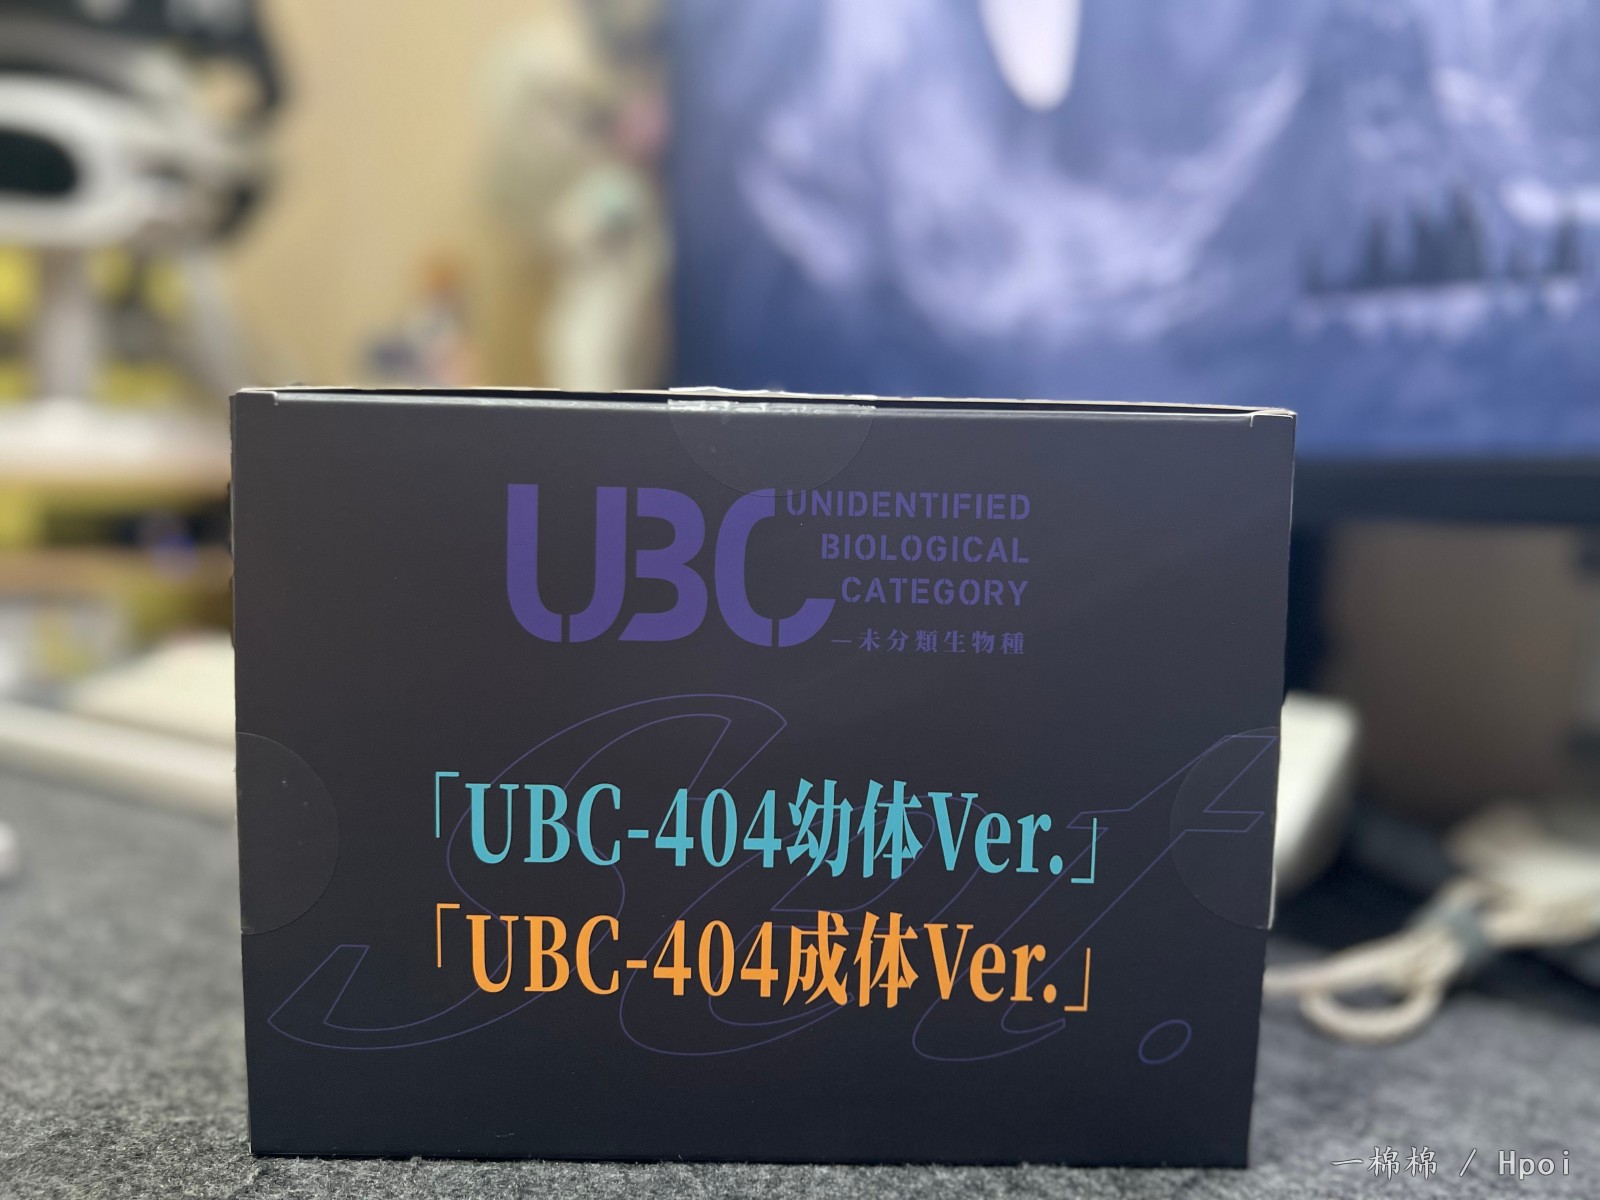 UBC
UNIDENTIFIED
BIOLOGICAL
CATEGORY
—未分類生物種
Set.
「UBC-404幼体Ver.」
「UBC-404成体Ver.」
一棉棉 / Hpoi